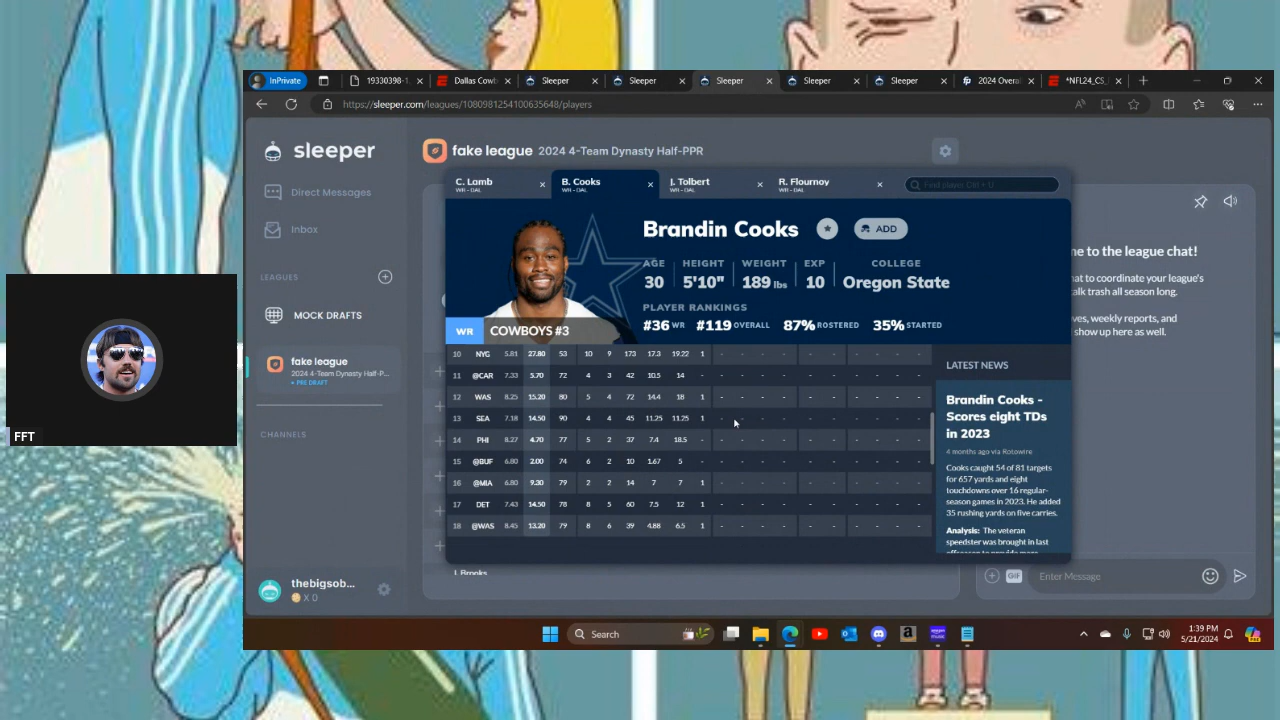 InPrivate
19330398-1.
Dallas Cowb
Sleeper
Sleeper
Sleeper
Sleeper
Sleeper
2024 Overa
*NFL24_CS_
https://sleeper.com/leagues/1080981254100635648/players
sleeper
Direct Messages
Inbox
LEAGUES
MOCK DRAFTS
fake league
2024 4-Team Dynasty Half-P...
PRE DRAFT
CHANNELS
thebigsob...
X 0
fake league 2024 4-Team Dynasty Half-PPR
C. Lamb
WR - DAL
B. Cooks
WR - DAL
J. Tolbert
WR - DAL
R. Flournoy
WR - DAL
Find player Ctrl + U
Brandin Cooks
ADD
AGE HEIGHT WEIGHT EXP COLLEGE
30 5'10" 189 lbs 10 Oregon State
PLAYER RANKINGS
#36 WR #119 OVERALL 87% ROSTERED 35% STARTED
WR COWBOYS #3
10 NYG 5.81 27.80 53 10 9 173 17.3 19.22 1 - - - - - - - - - -
11 @CAR 7.33 5.70 72 4 3 42 10.5 14 - - - - - - - - - - -
12 WAS 8.25 15.20 80 5 4 72 14.4 18 1 - - - - - - - - - -
13 SEA 7.18 14.50 90 4 4 45 11.25 11.25 1 - - - - - - - - - -
14 PHI 8.27 4.70 77 5 2 37 7.4 18.5 - - - - - - - - - - -
15 @BUF 6.80 2.00 74 6 2 10 1.67 5 - - - - - - - - - - -
16 @MIA 6.80 9.30 79 2 2 14 7 7 1 - - - - - - - - - -
17 DET 7.43 14.50 78 8 5 60 7.5 12 1 - - - - - - - - - -
18 @WAS 8.45 13.20 79 8 6 39 4.88 6.5 1 - - - - - - - - - -
J. Brooks
LATEST NEWS
Brandin Cooks -
Scores eight TDs
in 2023
4 months ago via Rotowire
Cooks caught 54 of 81 targets
for 657 yards and eight
touchdowns over 16 regular-
season games in 2023. He added
35 rushing yards on five carries.
Analysis: The veteran
speedster was brought in last
me to the league chat!
hat to coordinate your league's
alk trash all season long.
ves, weekly reports, and
show up here as well.
GIF
Enter Message
FFT
Search
1:39 PM
5/21/2024